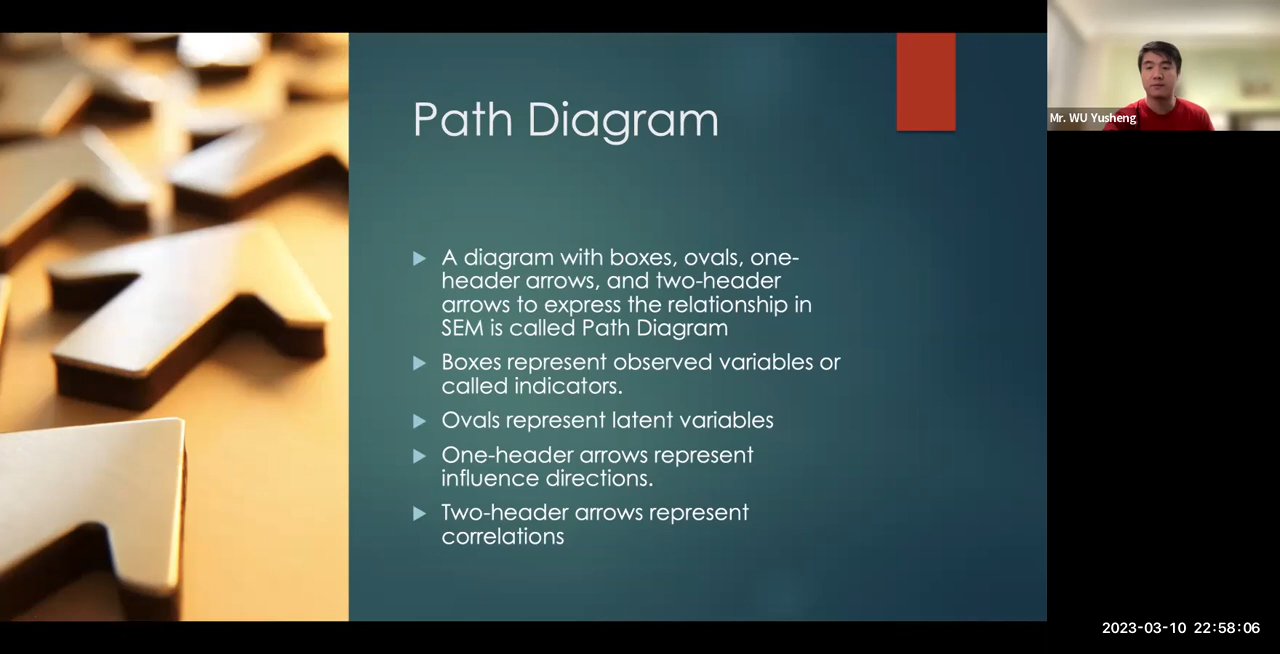 Path Diagram
A diagram with boxes, ovals, one-
header arrows, and two-header
arrows to express the relationship in
SEM is called Path Diagram
Boxes represent observed variables or
called indicators.
Ovals represent latent variables
One-header arrows represent
influence directions.
Two-header arrows represent
correlations
Mr. WU Yusheng
2023-03-10 22:58:06